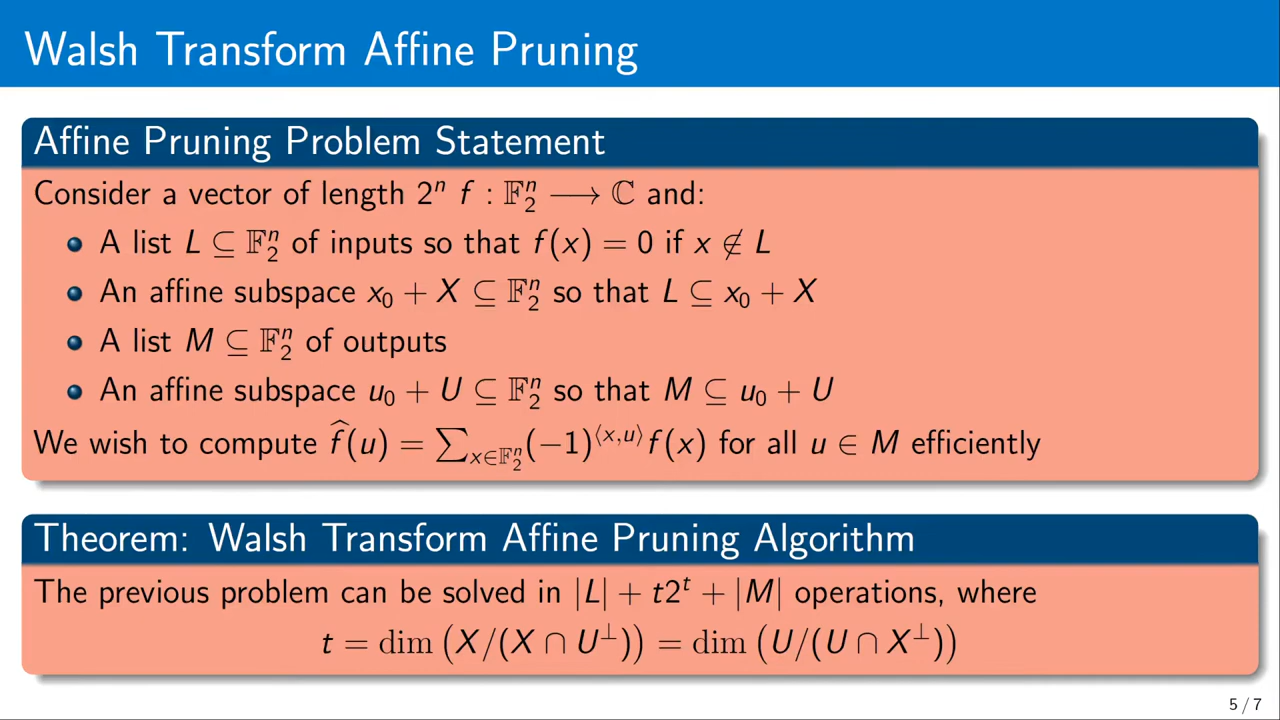 Walsh Transform Affine Pruning
Affine Pruning Problem Statement
Consider a vector of length 2ⁿ f : 𝔽₂ⁿ ⟶ ℂ and:
• A list L ⊆ 𝔽₂ⁿ of inputs so that f(x) = 0 if x ∉ L
• An affine subspace x₀ + X ⊆ 𝔽₂ⁿ so that L ⊆ x₀ + X
• A list M ⊆ 𝔽₂ⁿ of outputs
• An affine subspace u₀ + U ⊆ 𝔽₂ⁿ so that M ⊆ u₀ + U
We wish to compute f̂(u) = ∑_{x∈𝔽₂ⁿ}(−1)^{⟨x,u⟩}f(x) for all u ∈ M efficiently
Theorem: Walsh Transform Affine Pruning Algorithm
The previous problem can be solved in |L| + t2ᵗ + |M| operations, where
t = dim (X/(X ∩ U^⊥)) = dim (U/(U ∩ X^⊥))
5 / 7